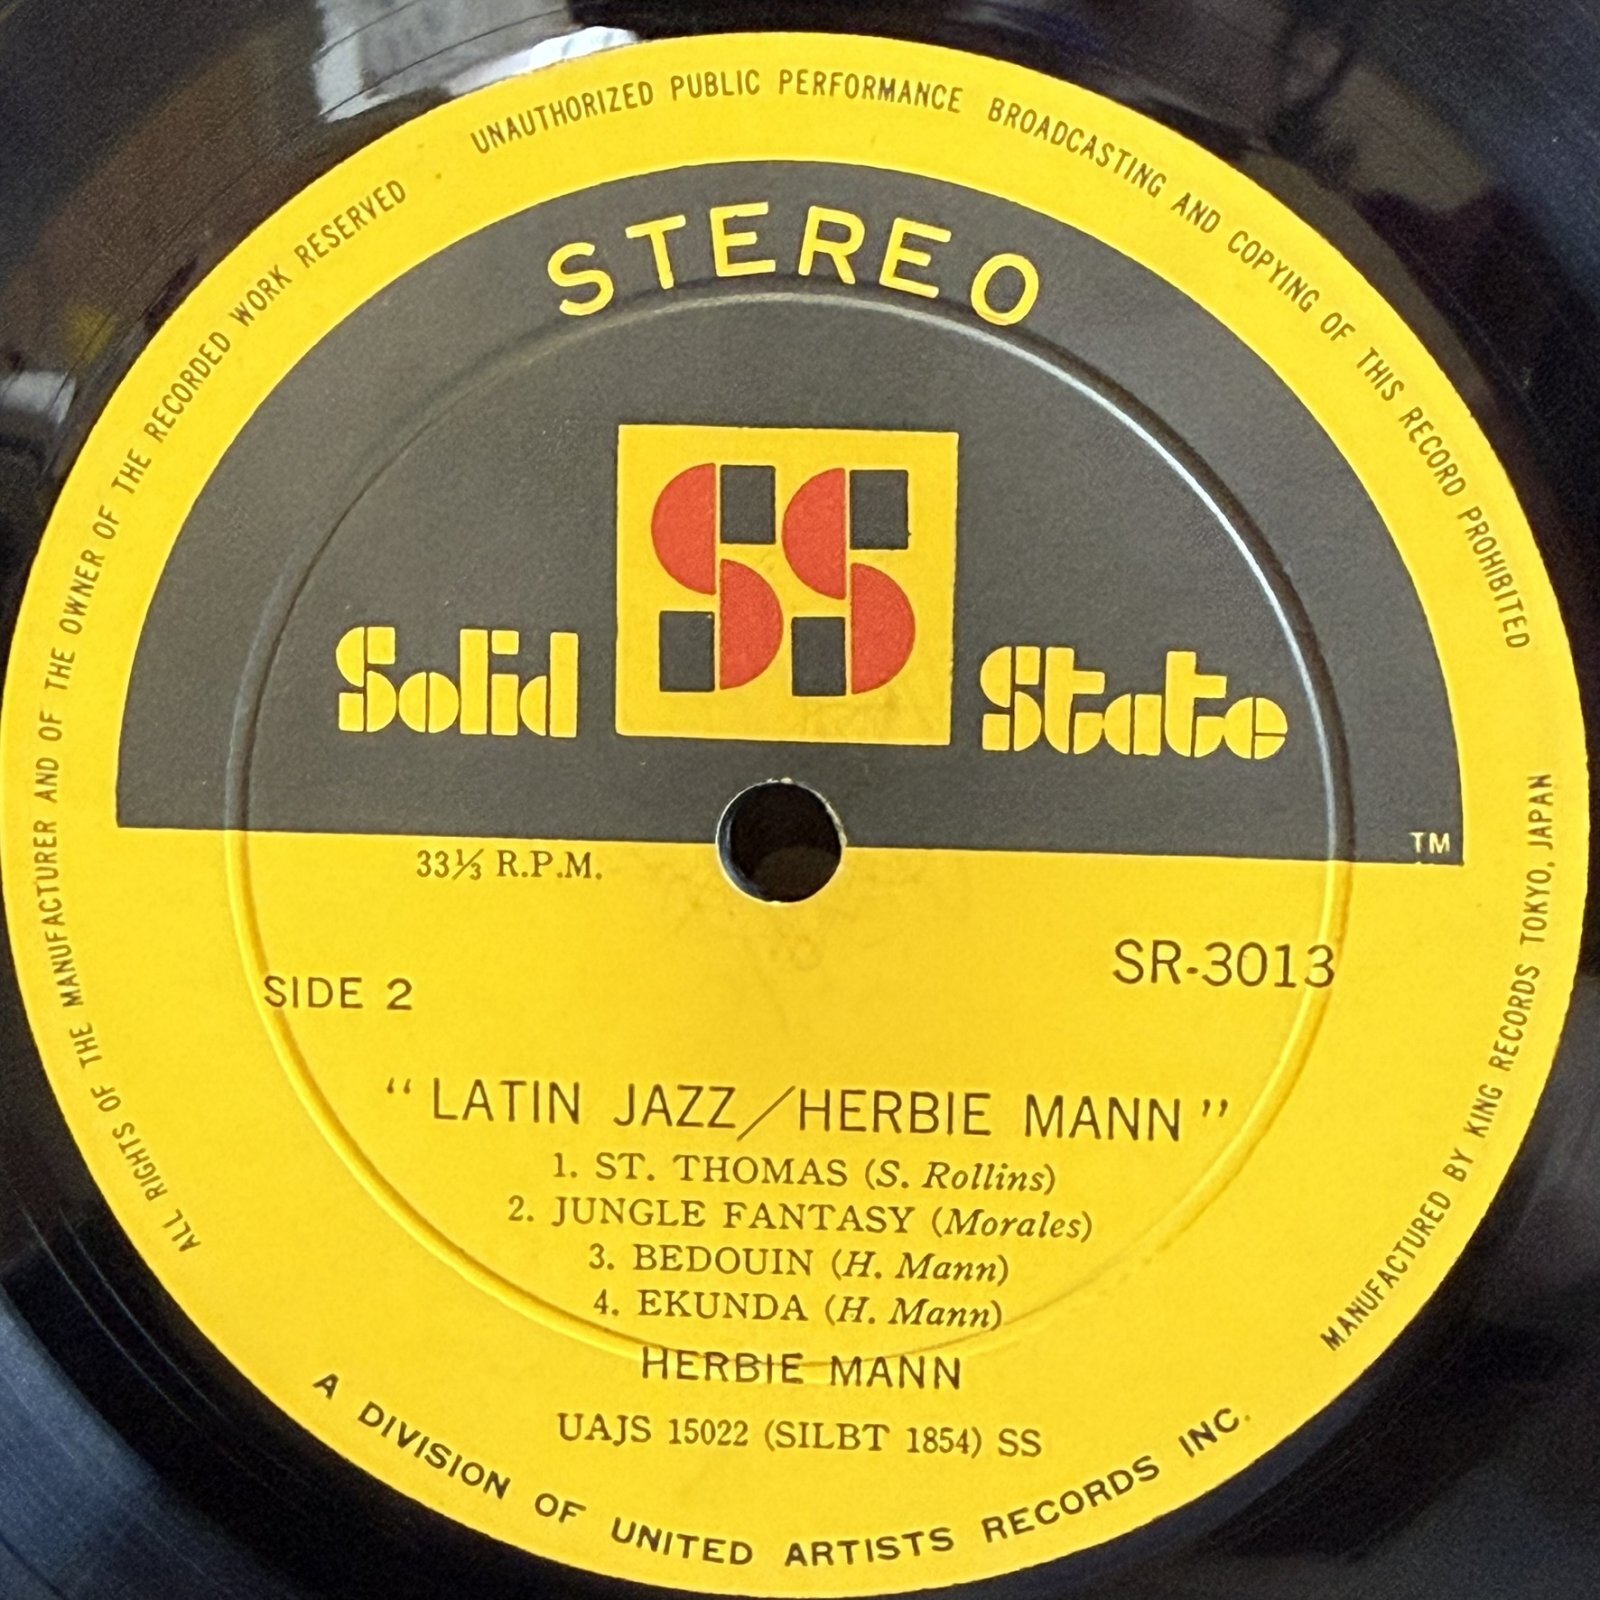 UNAUTHORIZED PUBLIC PERFORMANCE BROADCASTING AND COPYING OF THIS RECORD PROHIBITED
ALL RIGHTS OF THE MANUFACTURER AND OF THE OWNER OF THE RECORDED WORK RESERVED
STEREO
SS
Solid State
TM
33⅓ R.P.M.
SR-3013
SIDE 2
“LATIN JAZZ/HERBIE MANN”
1. ST. THOMAS (S. Rollins)
2. JUNGLE FANTASY (Morales)
3. BEDOUIN (H. Mann)
4. EKUNDA (H. Mann)
HERBIE MANN
UAJS 15022 (SILBT 1854) SS
A DIVISION OF UNITED ARTISTS RECORDS INC.
MANUFACTURED BY KING RECORDS TOKYO, JAPAN